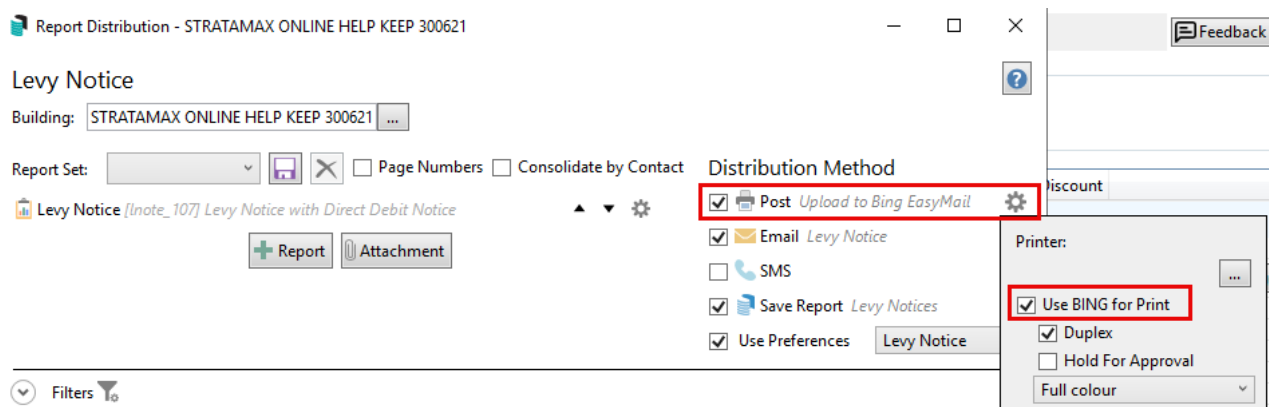 Report Distribution - STRATAMAX ONLINE HELP KEEP 300621
Feedback
Levy Notice
Building: STRATAMAX ONLINE HELP KEEP 300621 ...
Report Set: Page Numbers Consolidate by Contact
Distribution Method
Discount
Levy Notice [lnote_107] Levy Notice with Direct Debit Notice
Post Upload to Bing EasyMail
Report Attachment
Email Levy Notice
SMS
Save Report Levy Notices
Use Preferences Levy Notice
Printer:
...
Use BING for Print
Duplex
Hold For Approval
Full colour
Filters